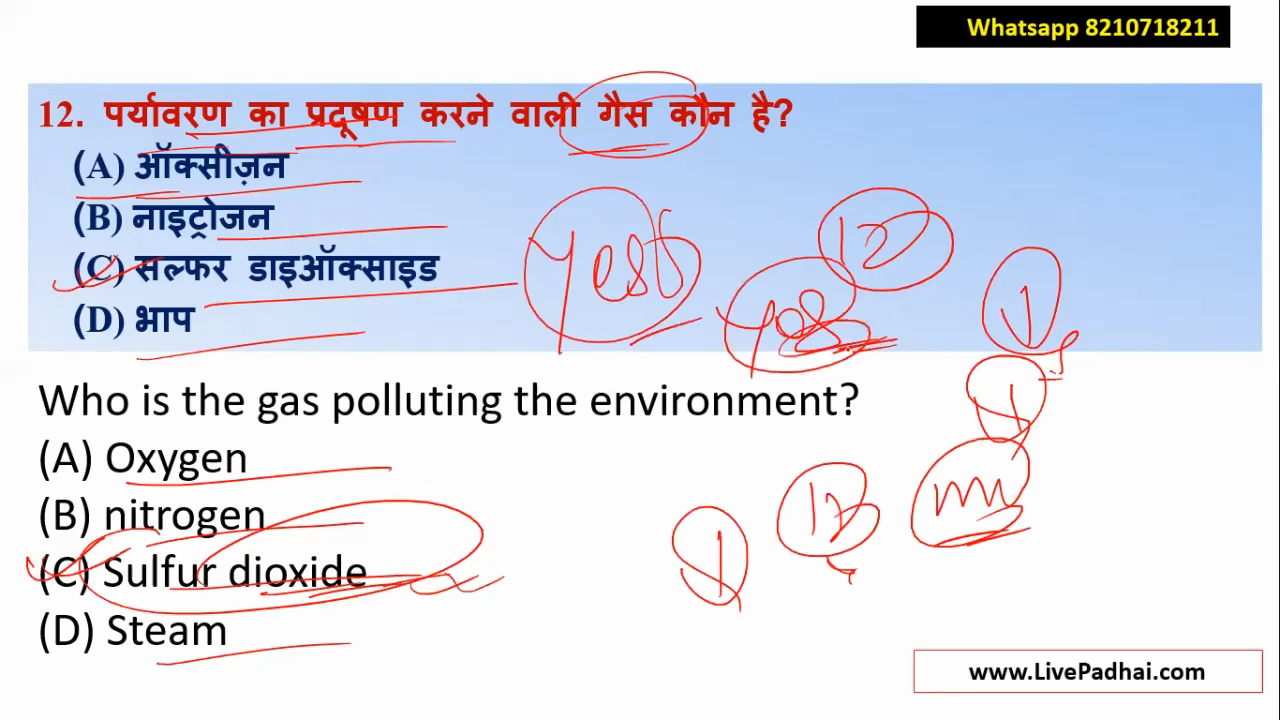 Whatsapp 8210718211
12. पर्यावरण का प्रदूषण करने वाली गैस कौन है?
(A) ऑक्सीज़न
(B) नाइट्रोजन
(C) सल्फर डाइऑक्साइड
(D) भाप
Who is the gas polluting the environment?
(A) Oxygen
(B) nitrogen
(C) Sulfur dioxide
(D) Steam
www.LivePadhai.com